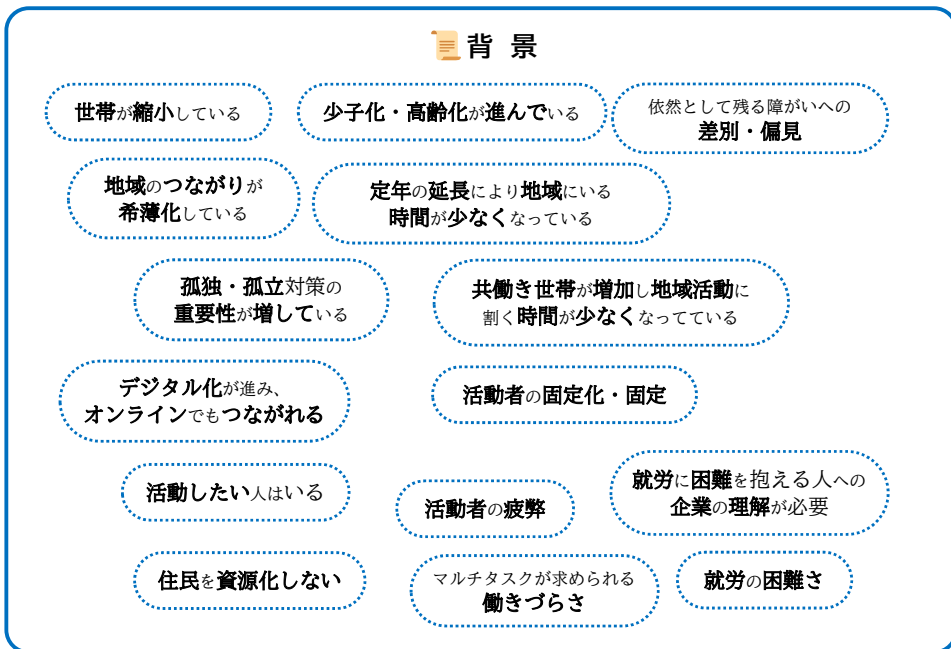 背 景
世帯が縮小している
少子化・高齢化が進んでいる
依然として残る障がいへの
差別・偏見
地域のつながりが
希薄化している
定年の延長により地域にいる
時間が少なくなっている
孤独・孤立対策の
重要性が増している
共働き世帯が増加し地域活動に
割く時間が少なくなってている
デジタル化が進み、
オンラインでもつながれる
活動者の固定化・固定
活動したい人はいる
活動者の疲弊
就労に困難を抱える人への
企業の理解が必要
住民を資源化しない
マルチタスクが求められる
働きづらさ
就労の困難さ